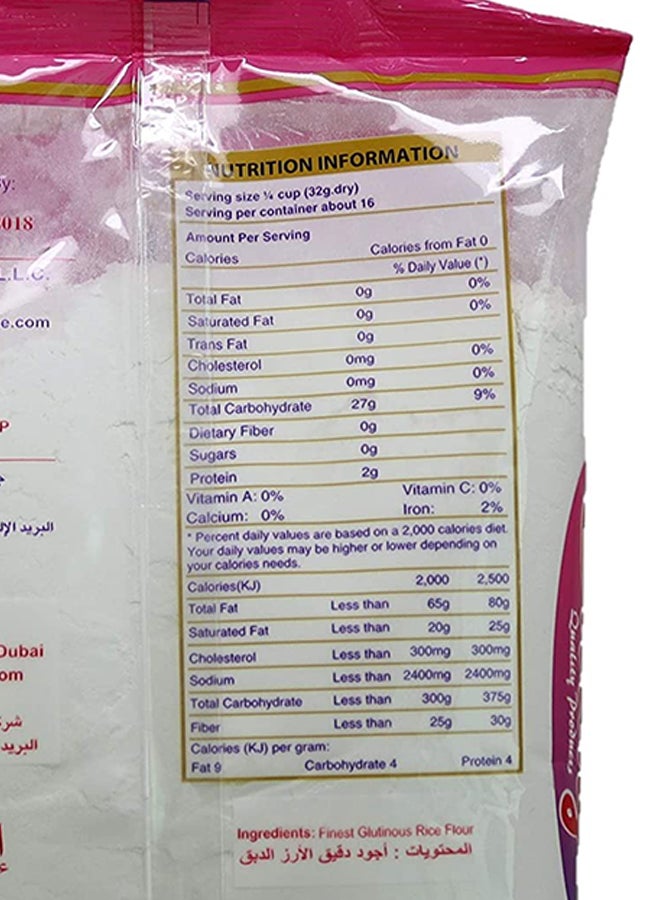 y:
2018
L.L.C.
e.com
P
البريد الإل
Dubai
om
شرك
البريد
NUTRITION INFORMATION
Serving size ¼ cup (32g.dry)
Serving per container about 16
Amount Per Serving
Calories Calories from Fat 0
% Daily Value (*)
Total Fat 0g 0%
Saturated Fat 0g 0%
Trans Fat 0g
Cholesterol 0mg 0%
Sodium 0mg 0%
Total Carbohydrate 27g 9%
Dietary Fiber 0g
Sugars 0g
Protein 2g
Vitamin A: 0% Vitamin C: 0%
Calcium: 0% Iron: 2%
* Percent daily values are based on a 2,000 calories diet.
Your daily values may be higher or lower depending on
your calories needs.
Calories(KJ) 2,000 2,500
Total Fat Less than 65g 80g
Saturated Fat Less than 20g 25g
Cholesterol Less than 300mg 300mg
Sodium Less than 2400mg 2400mg
Total Carbohydrate Less than 300g 375g
Fiber Less than 25g 30g
Calories (KJ) per gram:
Fat 9 Carbohydrate 4 Protein 4
Ingredients: Finest Glutinous Rice Flour
المحتويات : أجود دقيق الأرز الدبق
Quality Products